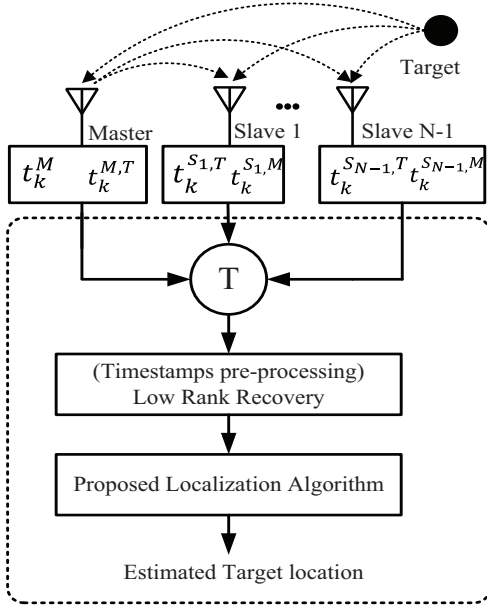 Target
Master
Slave 1
•••
Slave N-1
$t_k^M$ $t_k^{M,T}$
$t_k^{S_1,T}$ $t_k^{S_1,M}$
$t_k^{S_{N-1},T}$ $t_k^{S_{N-1},M}$
T
(Timestamps pre-processing)
Low Rank Recovery
Proposed Localization Algorithm
Estimated Target location